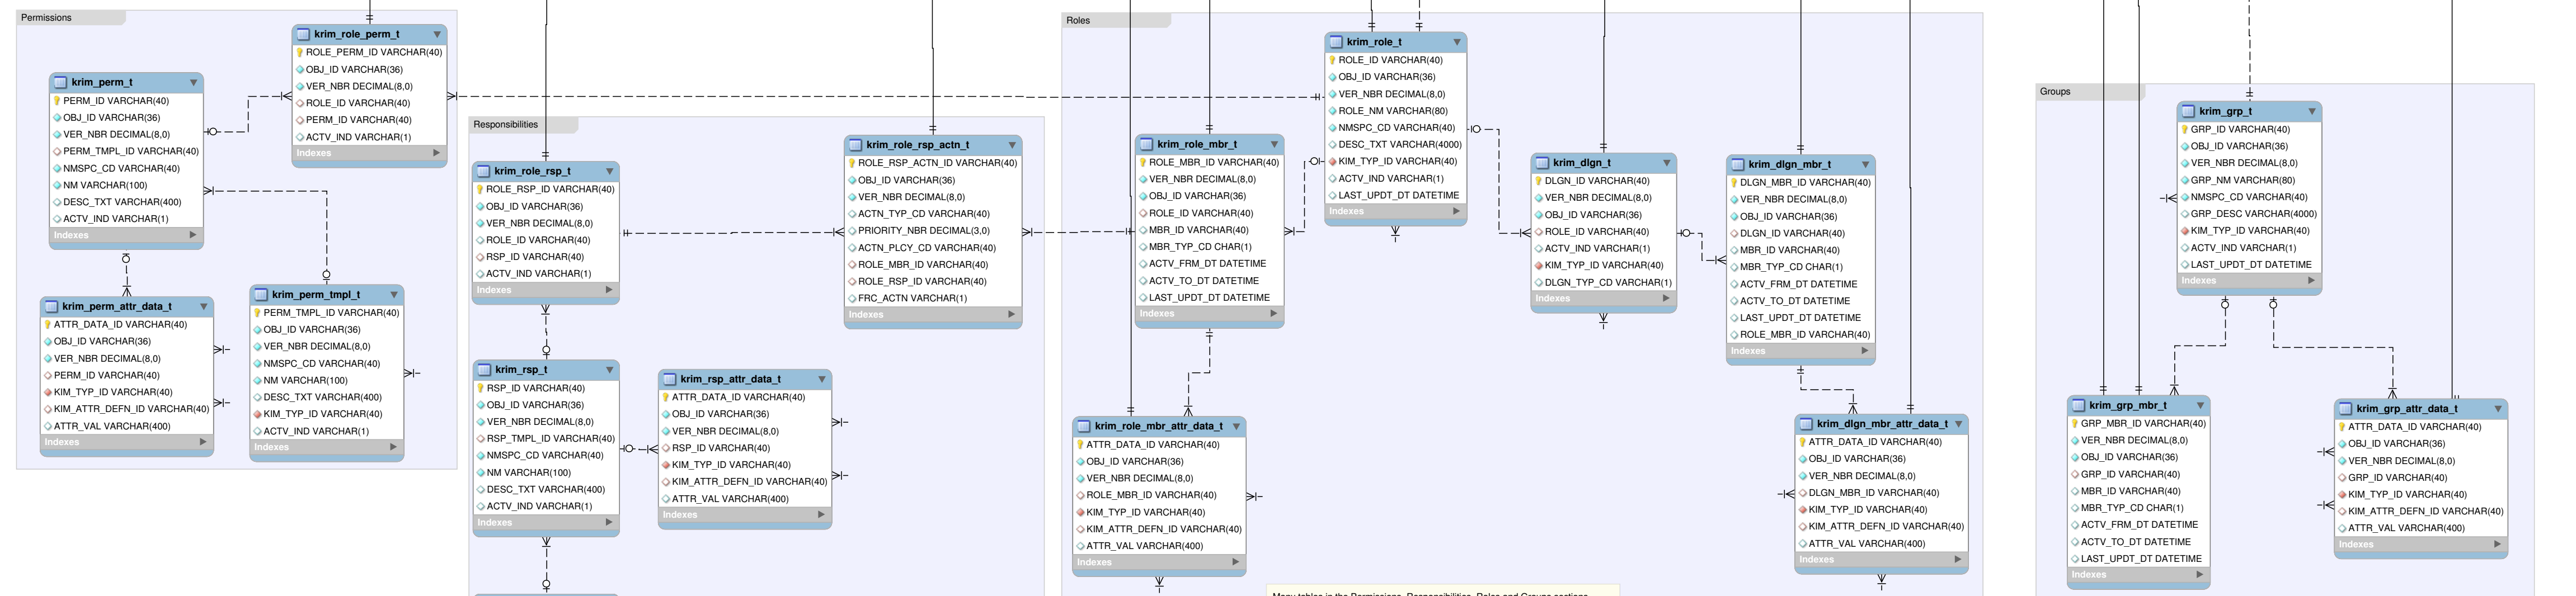 Permissions
krim_role_perm_t
ROLE_PERM_ID VARCHAR(40)
OBJ_ID VARCHAR(36)
VER_NBR DECIMAL(8,0)
ROLE_ID VARCHAR(40)
PERM_ID VARCHAR(40)
ACTV_IND VARCHAR(1)
Indexes
krim_perm_t
PERM_ID VARCHAR(40)
OBJ_ID VARCHAR(36)
VER_NBR DECIMAL(8,0)
PERM_TMPL_ID VARCHAR(40)
NMSPC_CD VARCHAR(40)
NM VARCHAR(100)
DESC_TXT VARCHAR(400)
ACTV_IND VARCHAR(1)
Indexes
krim_perm_attr_data_t
ATTR_DATA_ID VARCHAR(40)
OBJ_ID VARCHAR(36)
VER_NBR DECIMAL(8,0)
PERM_ID VARCHAR(40)
KIM_TYP_ID VARCHAR(40)
KIM_ATTR_DEFN_ID VARCHAR(40)
ATTR_VAL VARCHAR(400)
Indexes
krim_perm_tmpl_t
PERM_TMPL_ID VARCHAR(40)
OBJ_ID VARCHAR(36)
VER_NBR DECIMAL(8,0)
NMSPC_CD VARCHAR(40)
NM VARCHAR(100)
DESC_TXT VARCHAR(400)
KIM_TYP_ID VARCHAR(40)
ACTV_IND VARCHAR(1)
Indexes
Responsibilities
krim_role_rsp_t
ROLE_RSP_ID VARCHAR(40)
OBJ_ID VARCHAR(36)
VER_NBR DECIMAL(8,0)
ROLE_ID VARCHAR(40)
RSP_ID VARCHAR(40)
ACTV_IND VARCHAR(1)
Indexes
krim_role_rsp_actn_t
ROLE_RSP_ACTN_ID VARCHAR(40)
OBJ_ID VARCHAR(36)
VER_NBR DECIMAL(8,0)
ACTN_TYP_CD VARCHAR(40)
PRIORITY_NBR DECIMAL(3,0)
ACTN_PLCY_CD VARCHAR(40)
ROLE_MBR_ID VARCHAR(40)
ROLE_RSP_ID VARCHAR(40)
FRC_ACTN VARCHAR(1)
Indexes
krim_rsp_t
RSP_ID VARCHAR(40)
OBJ_ID VARCHAR(36)
VER_NBR DECIMAL(8,0)
RSP_TMPL_ID VARCHAR(40)
NMSPC_CD VARCHAR(40)
NM VARCHAR(100)
DESC_TXT VARCHAR(400)
ACTV_IND VARCHAR(1)
Indexes
krim_rsp_attr_data_t
ATTR_DATA_ID VARCHAR(40)
OBJ_ID VARCHAR(36)
VER_NBR DECIMAL(8,0)
RSP_ID VARCHAR(40)
KIM_TYP_ID VARCHAR(40)
KIM_ATTR_DEFN_ID VARCHAR(40)
ATTR_VAL VARCHAR(400)
Indexes
Roles
krim_role_t
ROLE_ID VARCHAR(40)
OBJ_ID VARCHAR(36)
VER_NBR DECIMAL(8,0)
ROLE_NM VARCHAR(80)
NMSPC_CD VARCHAR(40)
DESC_TXT VARCHAR(4000)
KIM_TYP_ID VARCHAR(40)
ACTV_IND VARCHAR(1)
LAST_UPDT_DT DATETIME
Indexes
krim_role_mbr_t
ROLE_MBR_ID VARCHAR(40)
VER_NBR DECIMAL(8,0)
OBJ_ID VARCHAR(36)
ROLE_ID VARCHAR(40)
MBR_ID VARCHAR(40)
MBR_TYP_CD CHAR(1)
ACTV_FRM_DT DATETIME
ACTV_TO_DT DATETIME
LAST_UPDT_DT DATETIME
Indexes
krim_dlgn_t
DLGN_ID VARCHAR(40)
VER_NBR DECIMAL(8,0)
OBJ_ID VARCHAR(36)
ROLE_ID VARCHAR(40)
ACTV_IND VARCHAR(1)
KIM_TYP_ID VARCHAR(40)
DLGN_TYP_CD VARCHAR(1)
Indexes
krim_dlgn_mbr_t
DLGN_MBR_ID VARCHAR(40)
VER_NBR DECIMAL(8,0)
OBJ_ID VARCHAR(36)
DLGN_ID VARCHAR(40)
MBR_ID VARCHAR(40)
MBR_TYP_CD CHAR(1)
ACTV_FRM_DT DATETIME
ACTV_TO_DT DATETIME
LAST_UPDT_DT DATETIME
ROLE_MBR_ID VARCHAR(40)
Indexes
krim_role_mbr_attr_data_t
ATTR_DATA_ID VARCHAR(40)
OBJ_ID VARCHAR(36)
VER_NBR DECIMAL(8,0)
ROLE_MBR_ID VARCHAR(40)
KIM_TYP_ID VARCHAR(40)
KIM_ATTR_DEFN_ID VARCHAR(40)
ATTR_VAL VARCHAR(400)
Indexes
krim_dlgn_mbr_attr_data_t
ATTR_DATA_ID VARCHAR(40)
OBJ_ID VARCHAR(36)
VER_NBR DECIMAL(8,0)
DLGN_MBR_ID VARCHAR(40)
KIM_TYP_ID VARCHAR(40)
KIM_ATTR_DEFN_ID VARCHAR(40)
ATTR_VAL VARCHAR(400)
Indexes
Many tables in the Permissions, Responsibilities, Roles and Groups sections
Groups
krim_grp_t
GRP_ID VARCHAR(40)
OBJ_ID VARCHAR(36)
VER_NBR DECIMAL(8,0)
GRP_NM VARCHAR(80)
NMSPC_CD VARCHAR(40)
GRP_DESC VARCHAR(4000)
KIM_TYP_ID VARCHAR(40)
ACTV_IND VARCHAR(1)
LAST_UPDT_DT DATETIME
Indexes
krim_grp_mbr_t
GRP_MBR_ID VARCHAR(40)
VER_NBR DECIMAL(8,0)
OBJ_ID VARCHAR(36)
GRP_ID VARCHAR(40)
MBR_ID VARCHAR(40)
MBR_TYP_CD CHAR(1)
ACTV_FRM_DT DATETIME
ACTV_TO_DT DATETIME
LAST_UPDT_DT DATETIME
Indexes
krim_grp_attr_data_t
ATTR_DATA_ID VARCHAR(40)
OBJ_ID VARCHAR(36)
VER_NBR DECIMAL(8,0)
GRP_ID VARCHAR(40)
KIM_TYP_ID VARCHAR(40)
KIM_ATTR_DEFN_ID VARCHAR(40)
ATTR_VAL VARCHAR(400)
Indexes